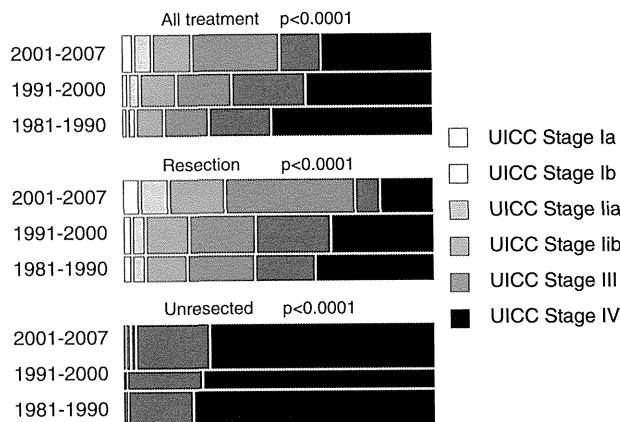 All treatment p<0.0001
2001-2007
1991-2000
1981-1990
Resection p<0.0001
2001-2007
1991-2000
1981-1990
Unresected p<0.0001
2001-2007
1991-2000
1981-1990
UICC Stage Ia
UICC Stage Ib
UICC Stage Iia
UICC Stage Iib
UICC Stage III
UICC Stage IV